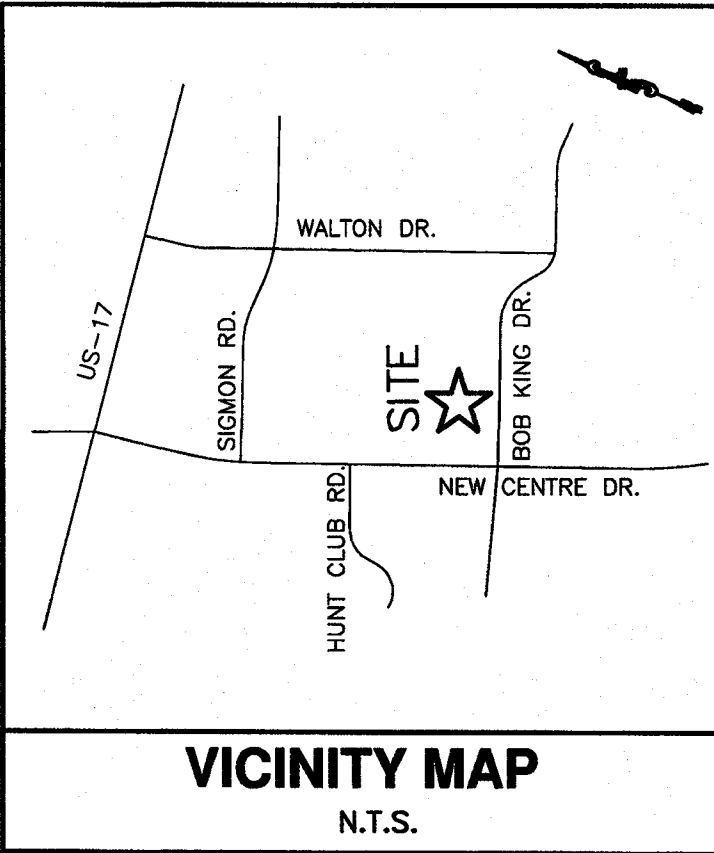 WALTON DR.
US-17
SIGMON RD.
SITE
BOB KING DR.
HUNT CLUB RD.
NEW CENTRE DR.
VICINITY MAP
N.T.S.